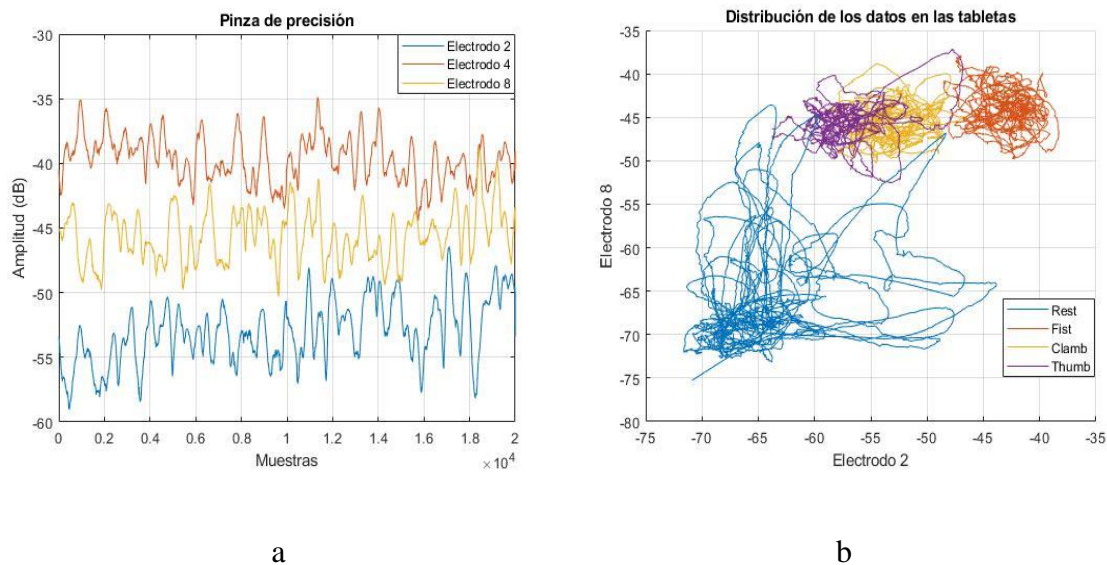 Pinza de precisión
-30
-35
-40
-45
-50
-55
-60
Amplitud (dB)
Electrodo 2
Electrodo 4
Electrodo 8
0 0.2 0.4 0.6 0.8 1 1.2 1.4 1.6 1.8 2
×10⁴
Muestras
a
Distribución de los datos en las tabletas
-35
-40
-45
-50
-55
-60
-65
-70
-75
-80
Electrodo 8
Rest
Fist
Clamb
Thumb
-75 -70 -65 -60 -55 -50 -45 -40 -35
Electrodo 2
b